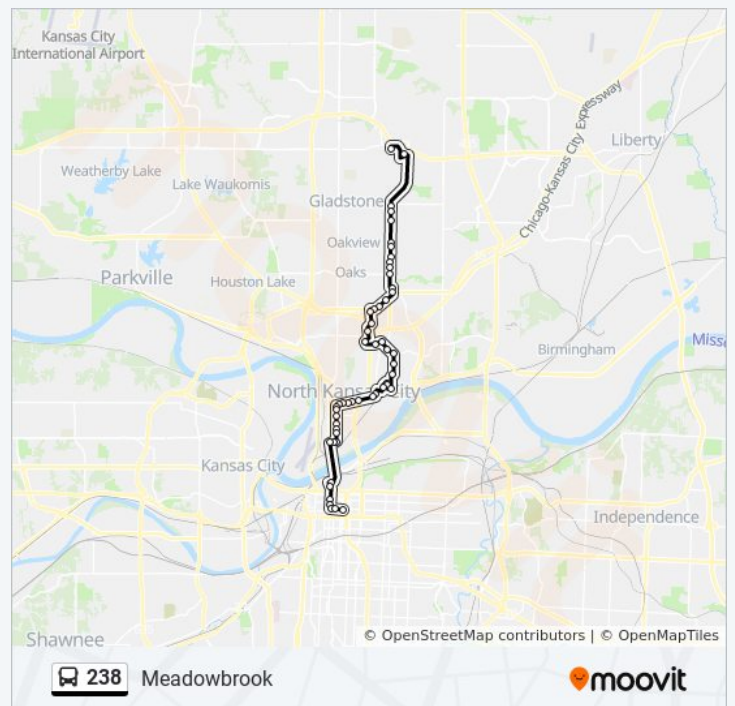 Kansas City
International Airport
Chicago-Kansas City Expressway
Liberty
Weatherby Lake
Lake Waukomis
Gladstone
Oakview
Oaks
Parkville
Houston Lake
Birmingham
Misso
North Kansas City
Kansas City
Independence
Shawnee
© OpenStreetMap contributors | © OpenMapTiles
238 Meadowbrook
moovit